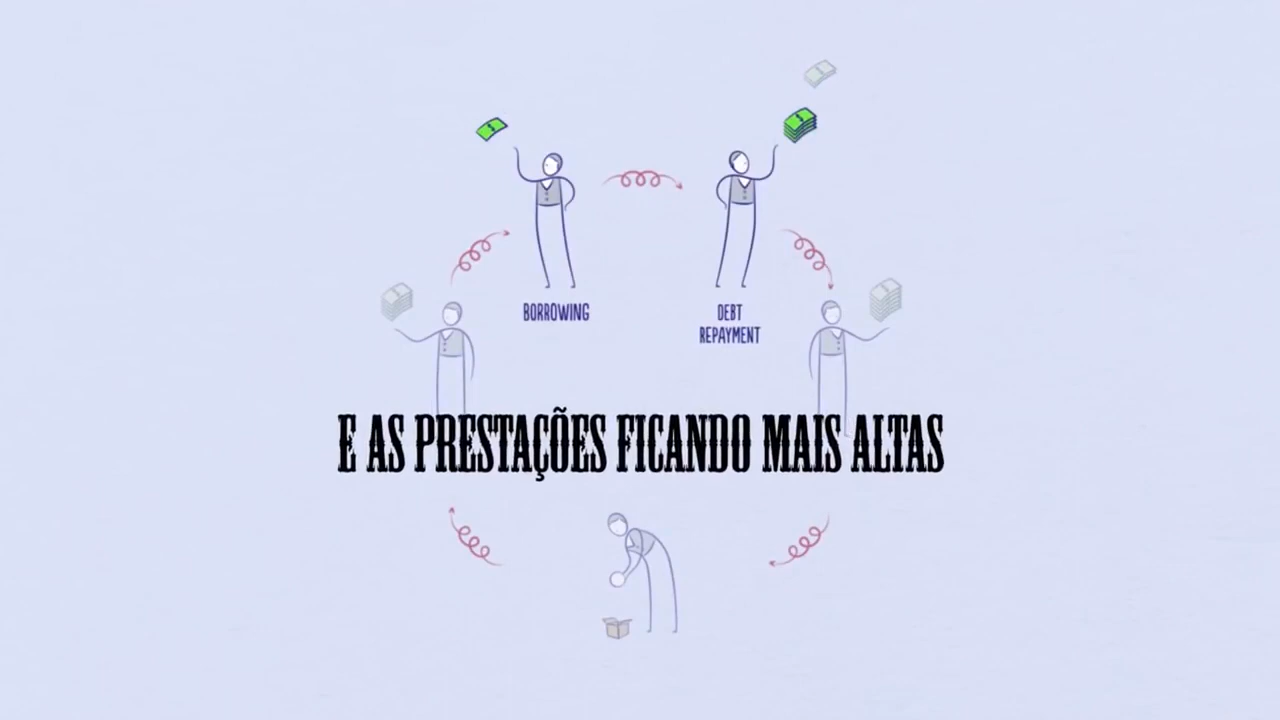 BORROWING
DEBT
REPAYMENT
E AS PRESTAÇÕES FICANDO MAIS ALTAS